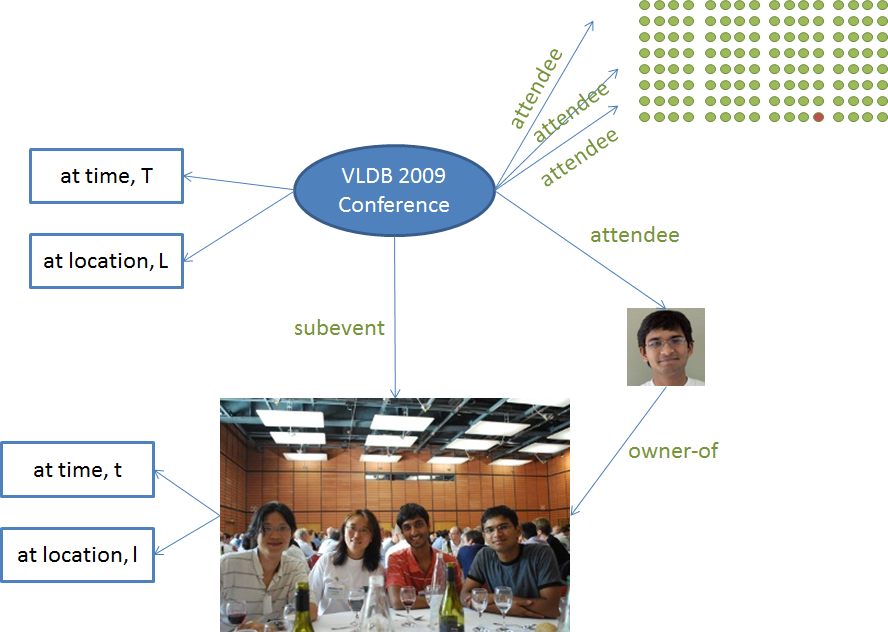 attendee
attendee
attendee
at time, T
VLDB 2009
Conference
at location, L
attendee
subevent
owner-of
at time, t
at location, l